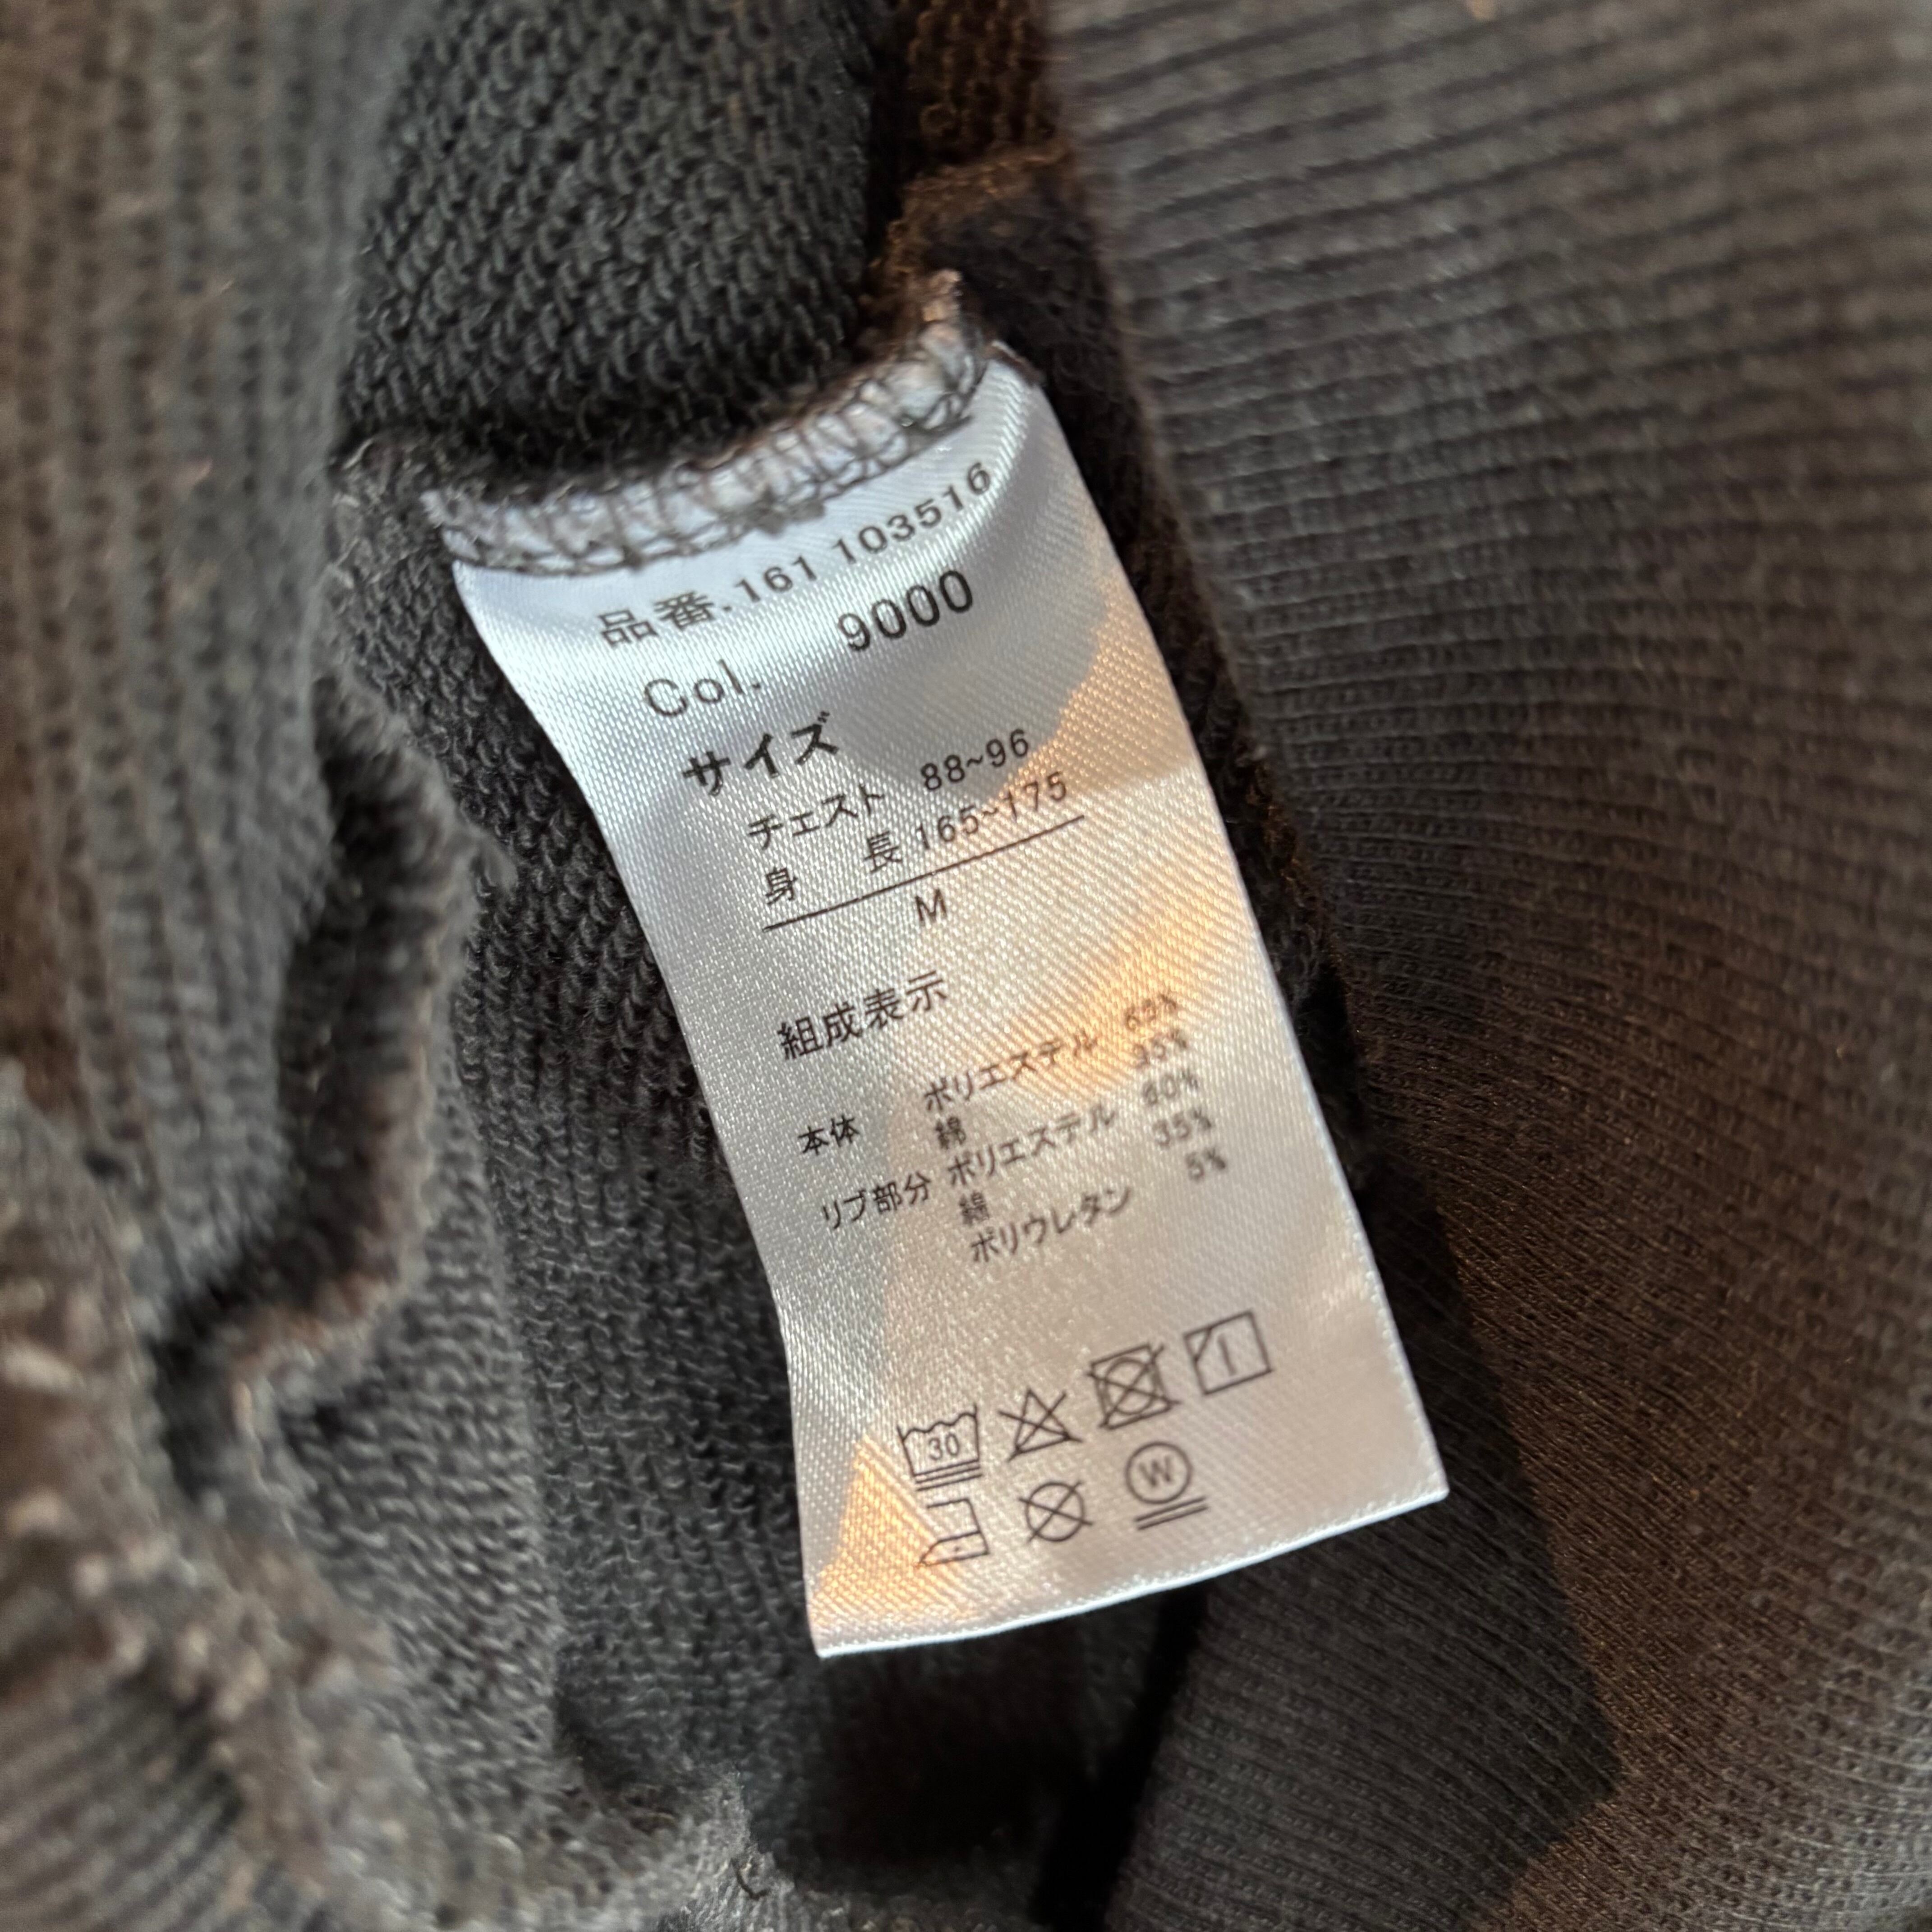 品番.161 103516
Col. 9000
サイズ
チェスト 88~96
身 長 165~175
M
組成表示
本体 ポリエステル 65%
綿 35%
リブ部分 ポリエステル 60%
綿 35%
ポリウレタン 5%
30
W